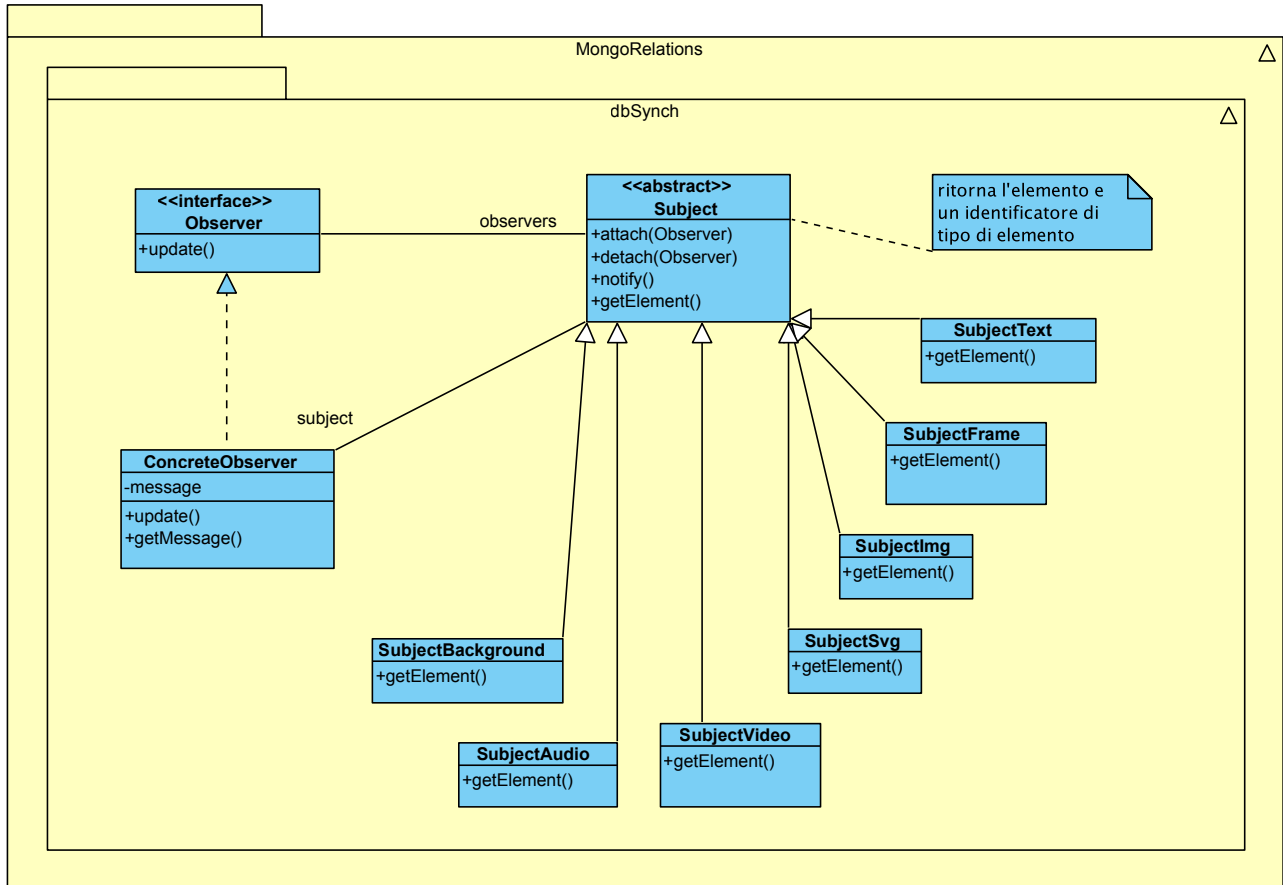 MongoRelations
dbSynch
<<interface>>
Observer
+update()
observers
<<abstract>>
Subject
+attach(Observer)
+detach(Observer)
+notify()
+getElement()
ritorna l'elemento e
un identificatore di
tipo di elemento
SubjectText
+getElement()
subject
SubjectFrame
+getElement()
ConcreteObserver
-message
+update()
+getMessage()
SubjectImg
+getElement()
SubjectBackground
+getElement()
SubjectSvg
+getElement()
SubjectAudio
+getElement()
SubjectVideo
+getElement()